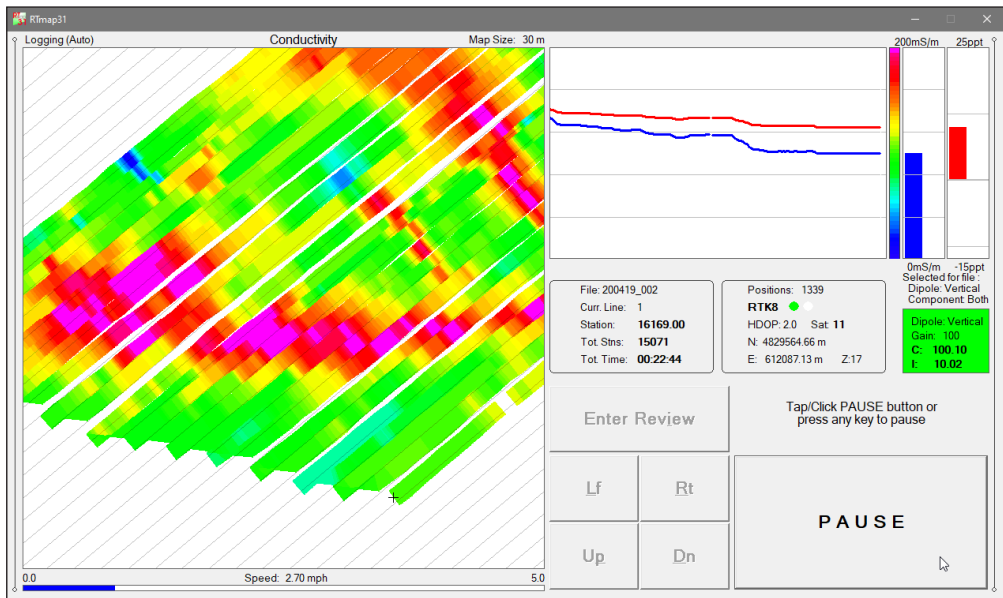 RTmap31
Logging (Auto) Conductivity Map Size: 30 m
200mS/m 25ppt
0mS/m -15ppt
Selected for file :
Dipole: Vertical
Component: Both
File: 200419_002
Curr. Line: 1
Station: 16169.00
Tot. Stns: 15071
Tot. Time: 00:22:44
Positions: 1339
RTK8
HDOP: 2.0 Sat: 11
N: 4829564.66 m
E: 612087.13 m Z:17
Dipole: Vertical
Gain: 100
C: 100.10
I: 10.02
Enter Review
Tap/Click PAUSE button or
press any key to pause
Lf Rt
Up Dn
PAUSE
0.0 Speed: 2.70 mph 5.0